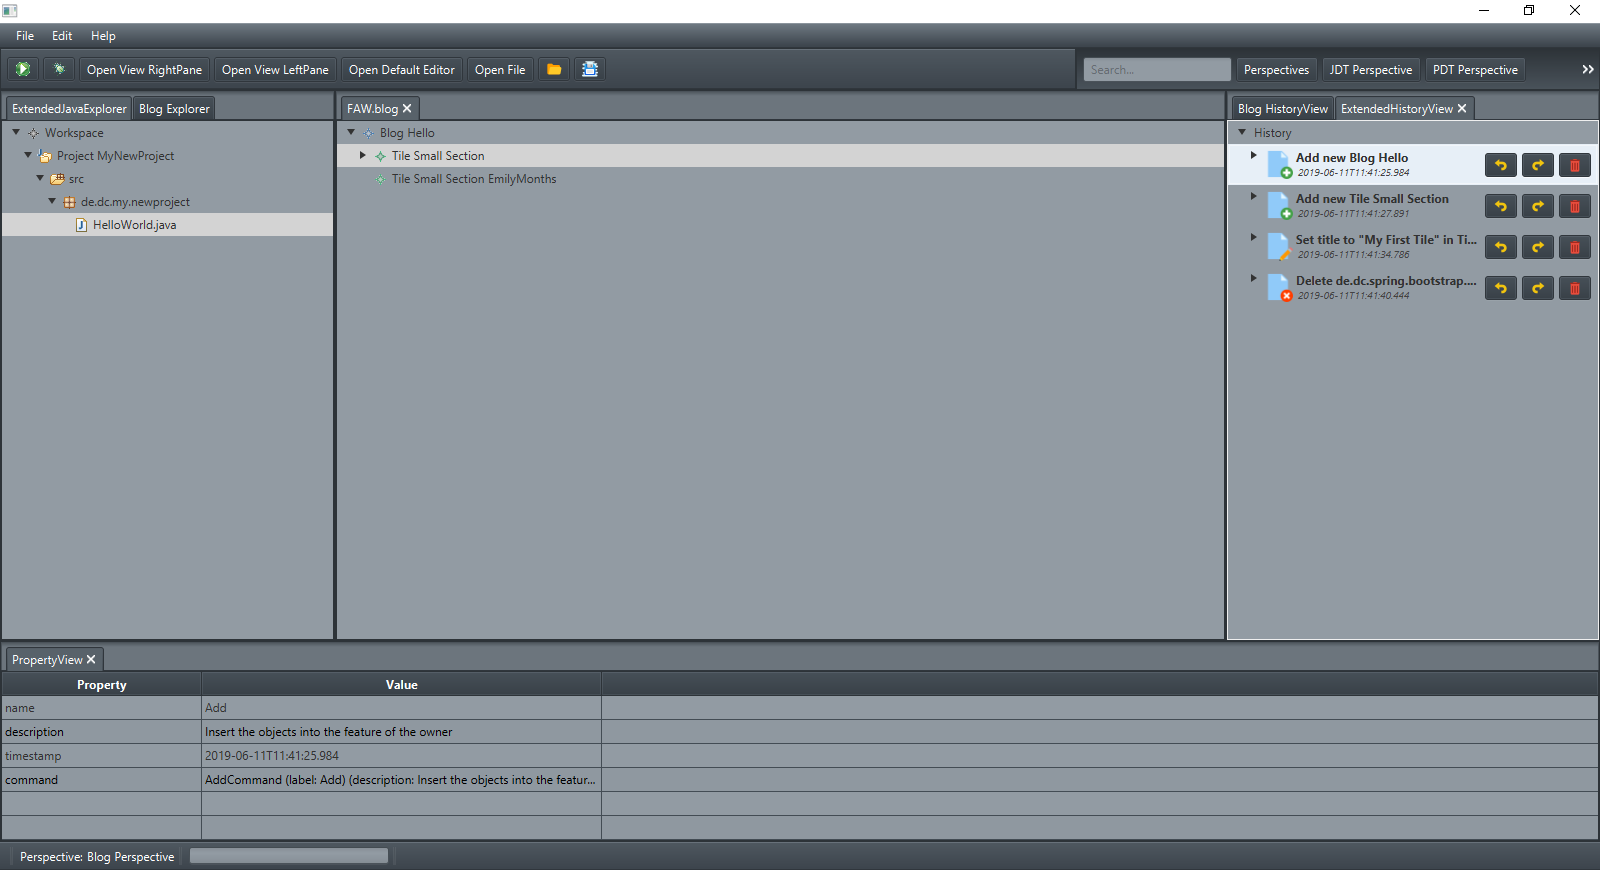 File Edit Help
Open View RightPane Open View LeftPane Open Default Editor Open File Search... Perspectives JDT Perspective PDT Perspective
ExtendedJavaExplorer Blog Explorer
Workspace
Project MyNewProject
src
de.dc.my.newproject
HelloWorld.java
FAW.blog
Blog Hello
Tile Small Section
Tile Small Section EmilyMonths
Blog HistoryView ExtendedHistoryView
History
Add new Blog Hello
2019-06-11T11:41:25.984
Add new Tile Small Section
2019-06-11T11:41:27.891
Set title to "My First Tile" in Ti...
2019-06-11T11:41:34.786
Delete de.dc.spring.bootstrap....
2019-06-11T11:41:40.444
PropertyView
Property Value
name Add
description Insert the objects into the feature of the owner
timestamp 2019-06-11T11:41:25.984
command AddCommand (label: Add) (description: Insert the objects into the featur...
Perspective: Blog Perspective